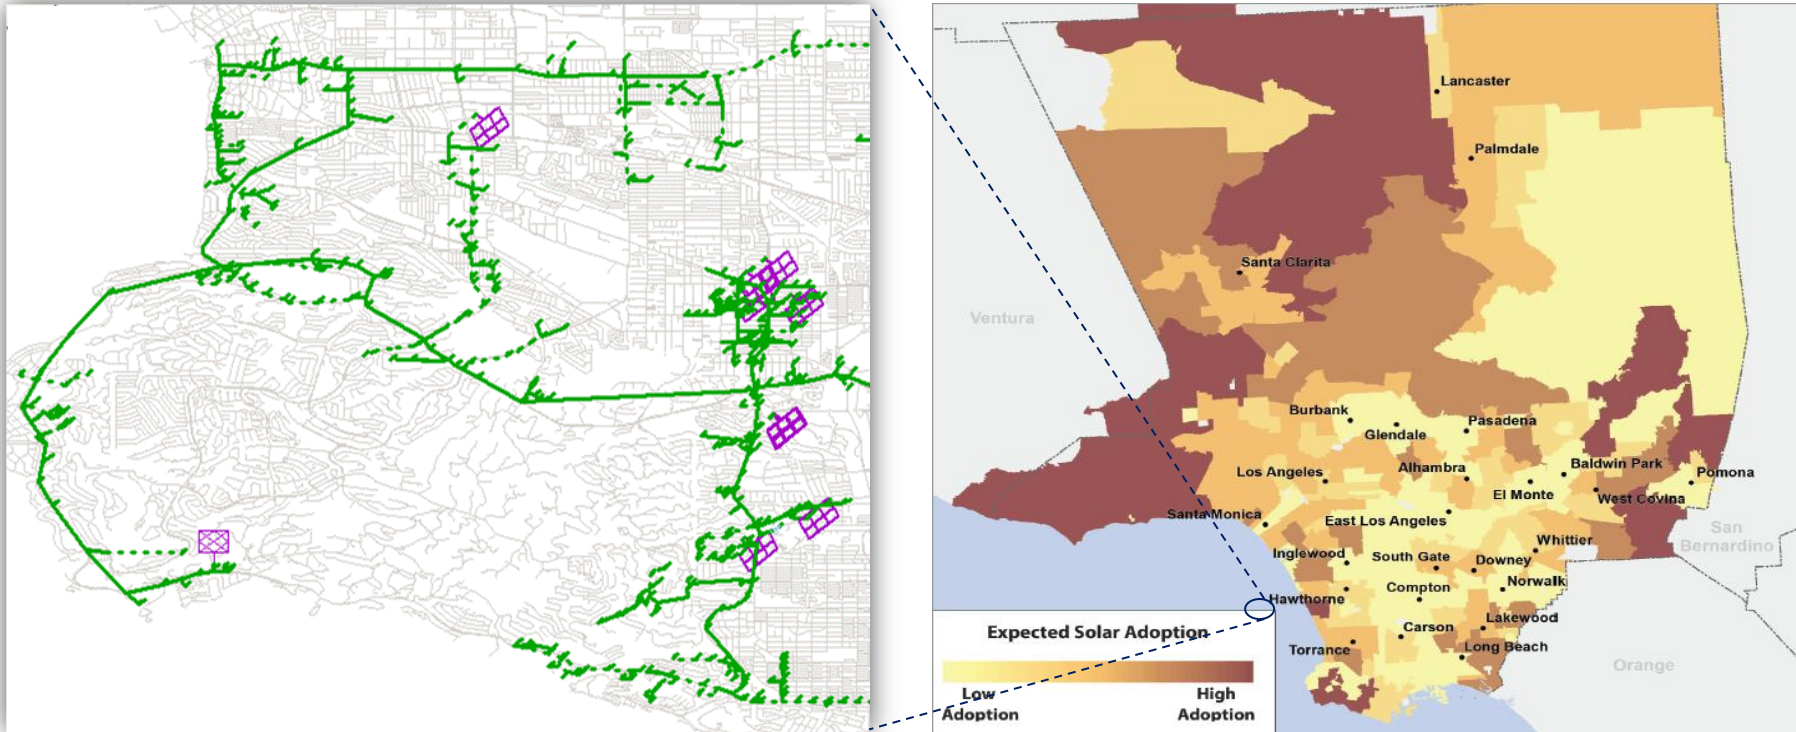 Lancaster
Palmdale
Santa Clarita
Ventura
Burbank
Glendale
Pasadena
Los Angeles
Alhambra
Baldwin Park
Pomona
El Monte
West Covina
Santa Monica
East Los Angeles
San
Bernardino
Whittier
Inglewood
South Gate
Downey
Norwalk
Compton
Hawthorne
Lakewood
Carson
Torrance
Long Beach
Orange
Expected Solar Adoption
Low
Adoption
High
Adoption